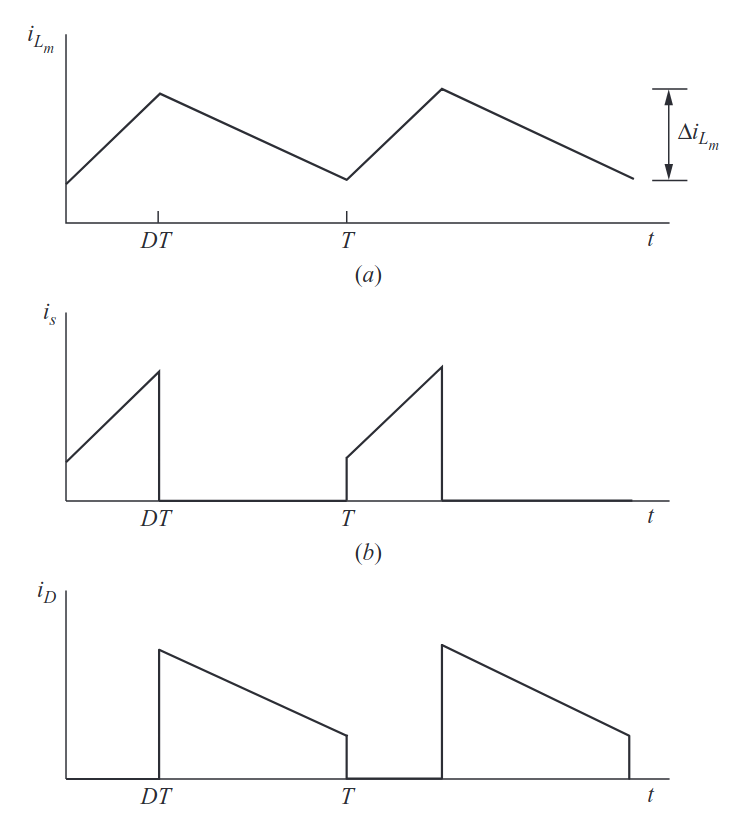 i_{L_m}
Δi_{L_m}
DT T t
(a)
i_s
DT T t
(b)
i_D
DT T t